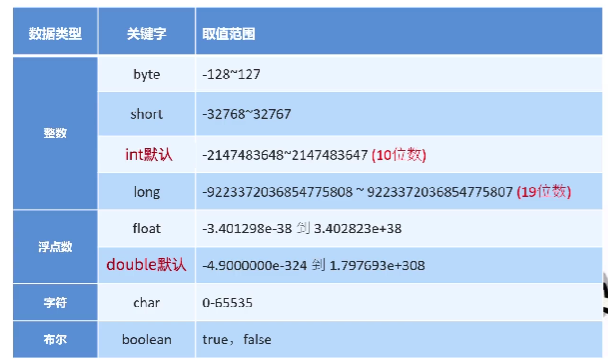 数据类型 关键字 取值范围
整数 byte -128~127
short -32768~32767
int默认 -2147483648~2147483647 (10位数)
long -9223372036854775808 ~ 9223372036854775807 (19位数)
浮点数 float -3.401298e-38 到 3.402823e+38
double默认 -4.9000000e-324 到 1.797693e+308
字符 char 0-65535
布尔 boolean true，false